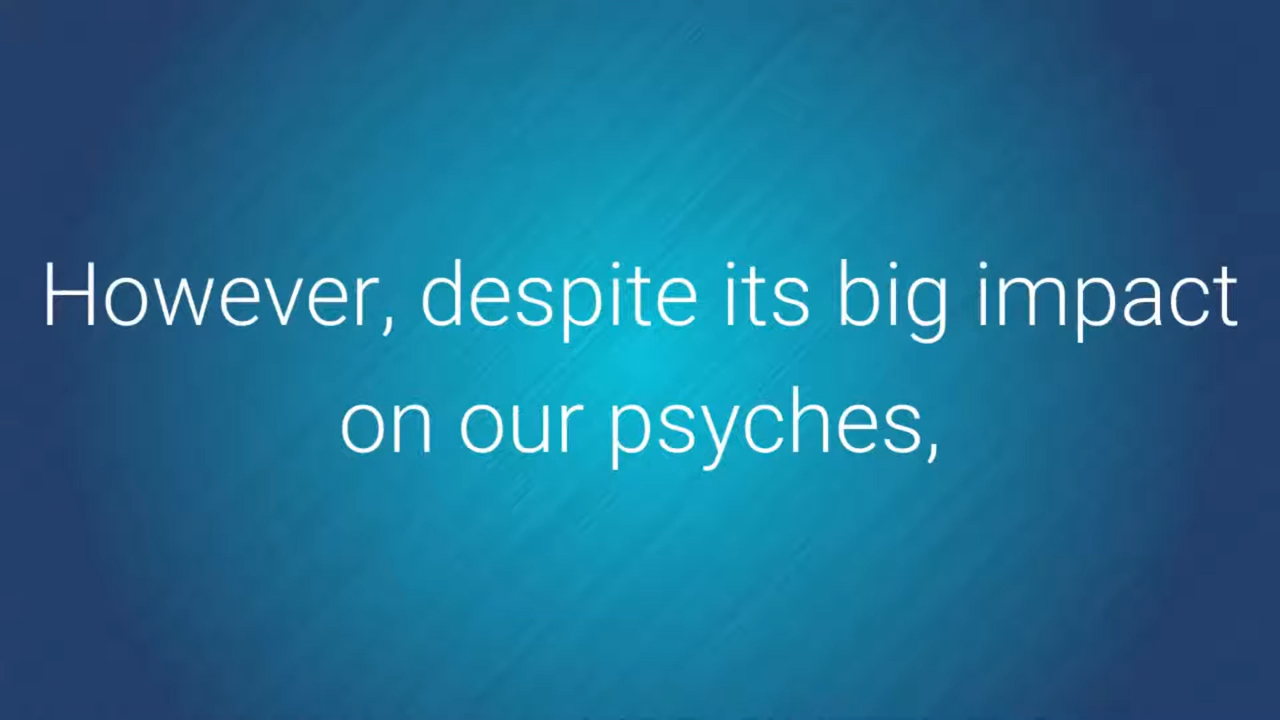 However, despite its big impact
on our psyches,